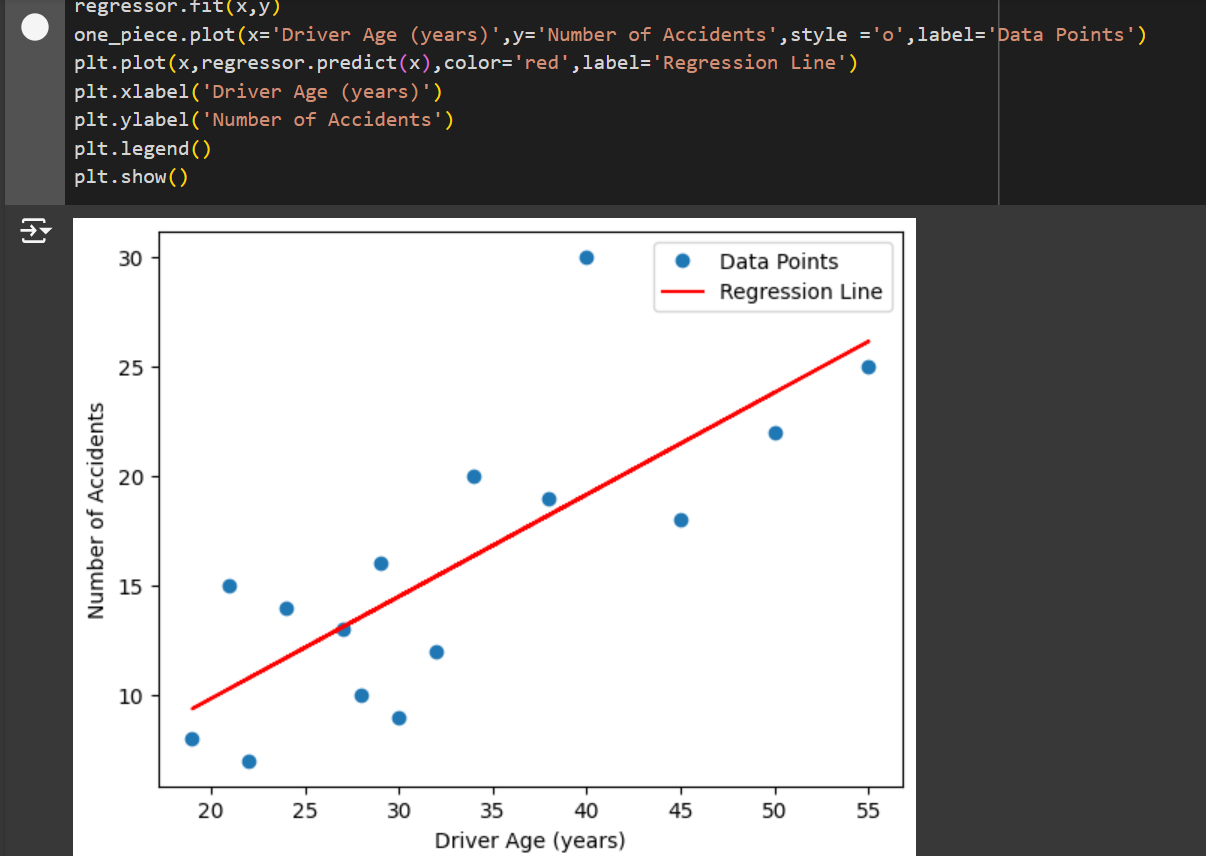 regressor.fit(x,y)
one_piece.plot(x='Driver Age (years)',y='Number of Accidents',style ='o',label='Data Points')
plt.plot(x,regressor.predict(x),color='red',label='Regression Line')
plt.xlabel('Driver Age (years)')
plt.ylabel('Number of Accidents')
plt.legend()
plt.show()
Data Points
Regression Line
30
25
20
15
10
Number of Accidents
20 25 30 35 40 45 50 55
Driver Age (years)